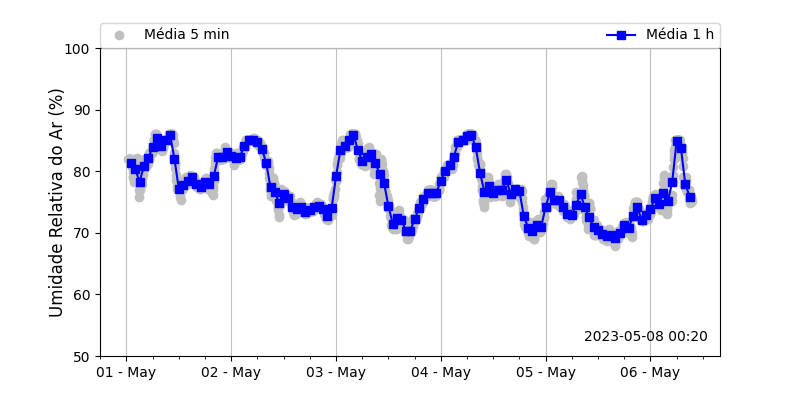 Média 5 min
Média 1 h
Umidade Relativa do Ar (%)
100
90
80
70
60
50
2023-05-08 00:20
01 - May
02 - May
03 - May
04 - May
05 - May
06 - May